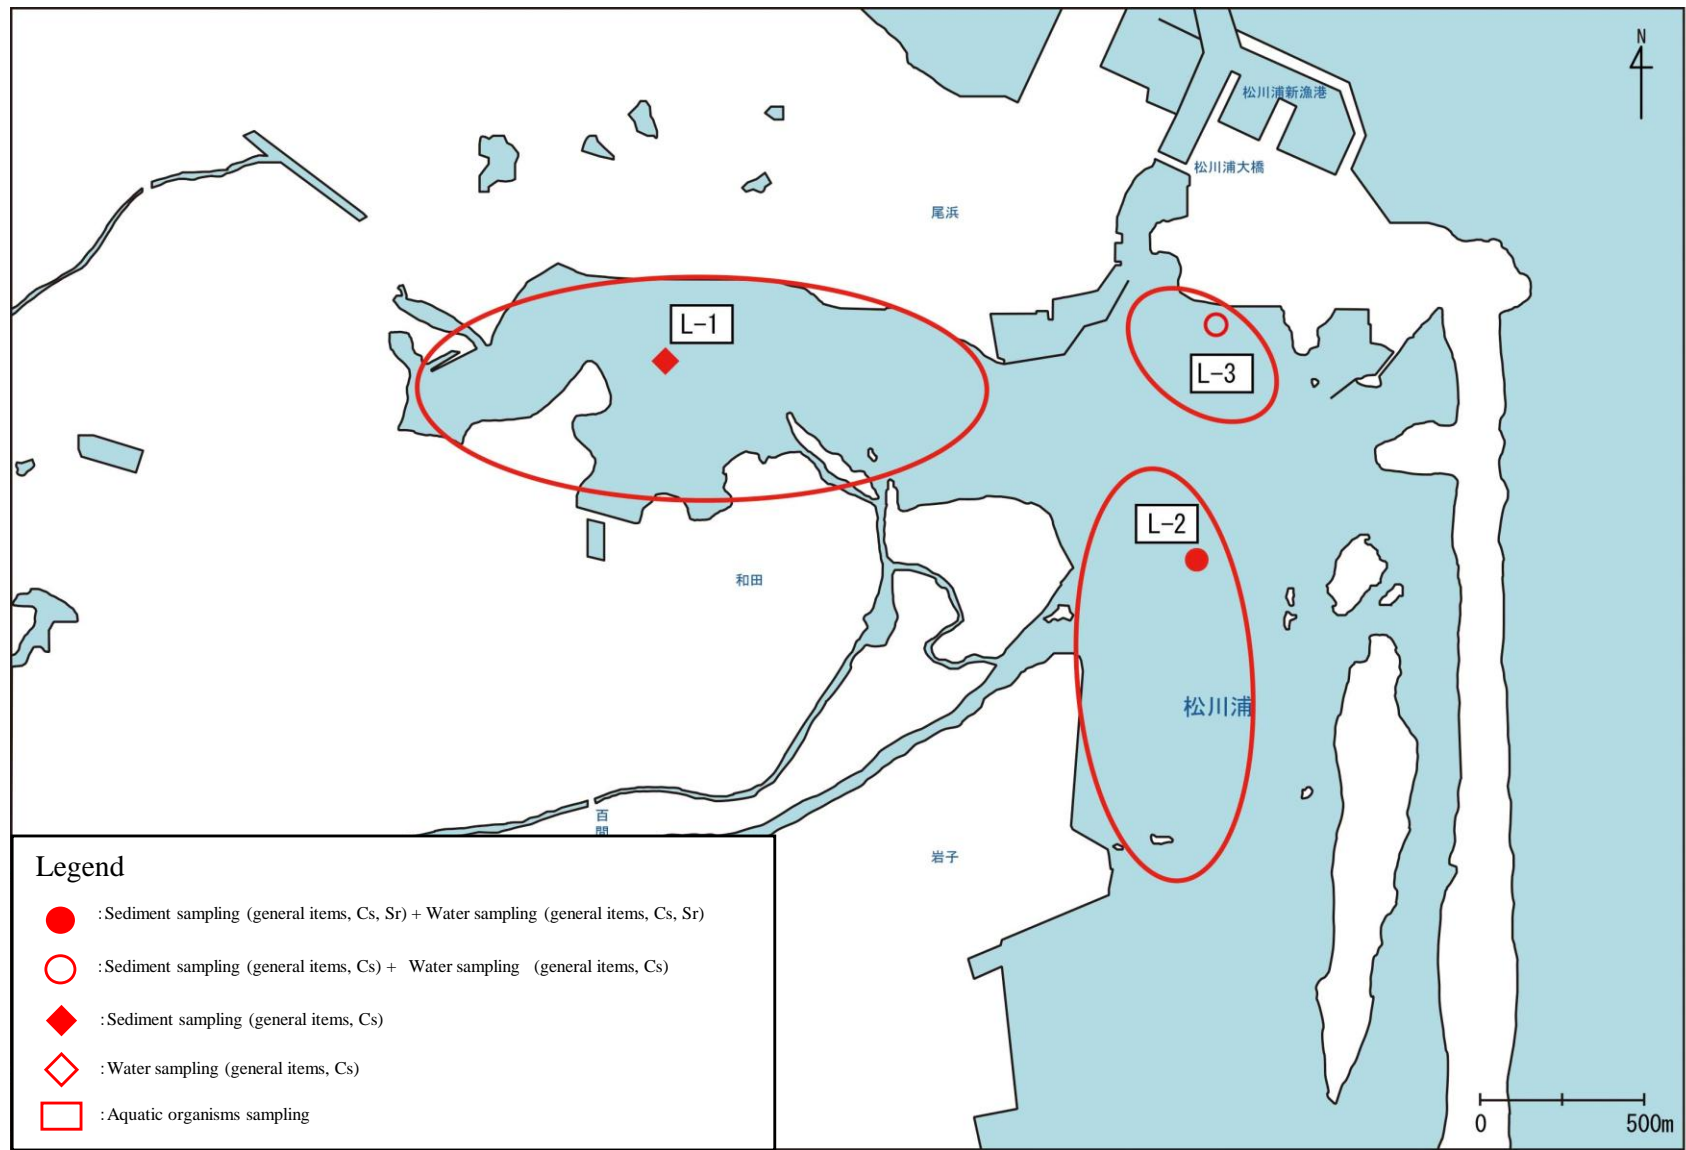 N
松川浦新漁港
松川浦大橋
尾浜
L-1
L-3
L-2
和田
松川浦
百
間
岩子
Legend
:Sediment sampling (general items, Cs, Sr) + Water sampling (general items, Cs, Sr)
:Sediment sampling (general items, Cs) + Water sampling (general items, Cs)
:Sediment sampling (general items, Cs)
:Water sampling (general items, Cs)
:Aquatic organisms sampling
0 500m